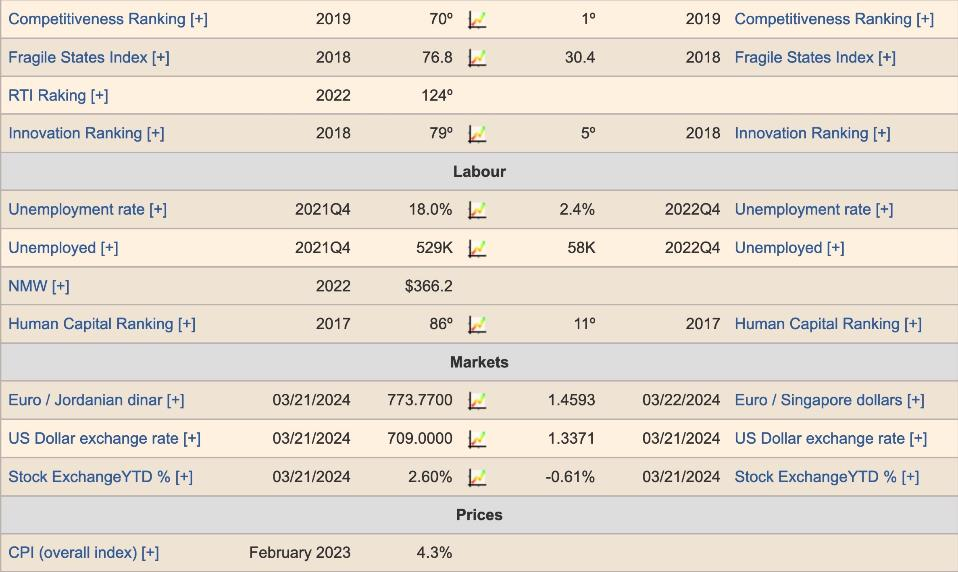 Competitiveness Ranking [+] 2019 70º 1º 2019 Competitiveness Ranking [+]
Fragile States Index [+] 2018 76.8 30.4 2018 Fragile States Index [+]
RTI Raking [+] 2022 124º
Innovation Ranking [+] 2018 79º 5º 2018 Innovation Ranking [+]
Labour
Unemployment rate [+] 2021Q4 18.0% 2.4% 2022Q4 Unemployment rate [+]
Unemployed [+] 2021Q4 529K 58K 2022Q4 Unemployed [+]
NMW [+] 2022 $366.2
Human Capital Ranking [+] 2017 86º 11º 2017 Human Capital Ranking [+]
Markets
Euro / Jordanian dinar [+] 03/21/2024 773.7700 1.4593 03/22/2024 Euro / Singapore dollars [+]
US Dollar exchange rate [+] 03/21/2024 709.0000 1.3371 03/21/2024 US Dollar exchange rate [+]
Stock ExchangeYTD % [+] 03/21/2024 2.60% -0.61% 03/21/2024 Stock ExchangeYTD % [+]
Prices
CPI (overall index) [+] February 2023 4.3%